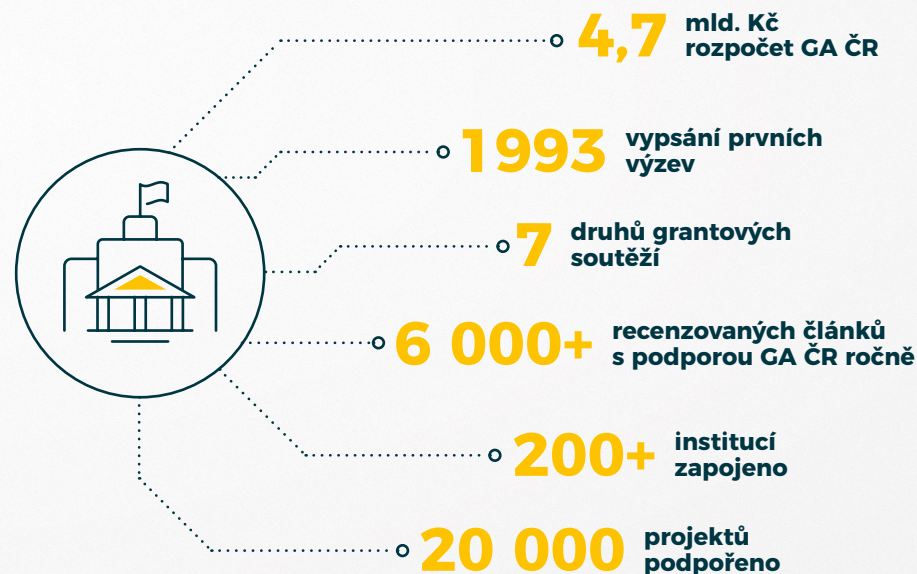 4,7 mld. Kč
rozpočet GA ČR
1993 vypsání prvních
výzev
7 druhů grantových
soutěží
6 000+ recenzovaných článků
s podporou GA ČR ročně
200+ institucí
zapojeno
20 000 projektů
podpořeno